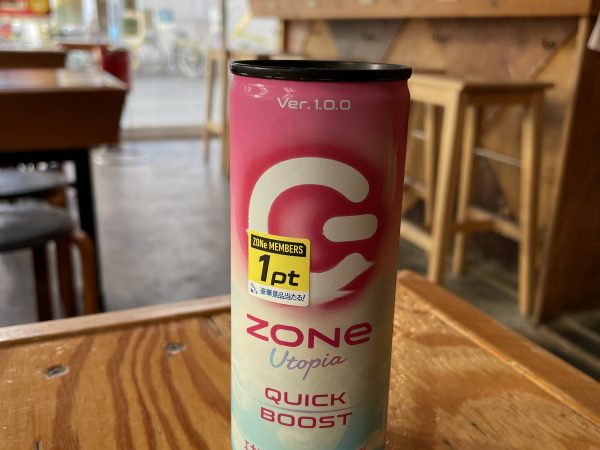 Ver.1.0.0
ZONe MEMBERS
1pt
豪華景品当たる!
ZONe
Utopia
QUICK
BOOST